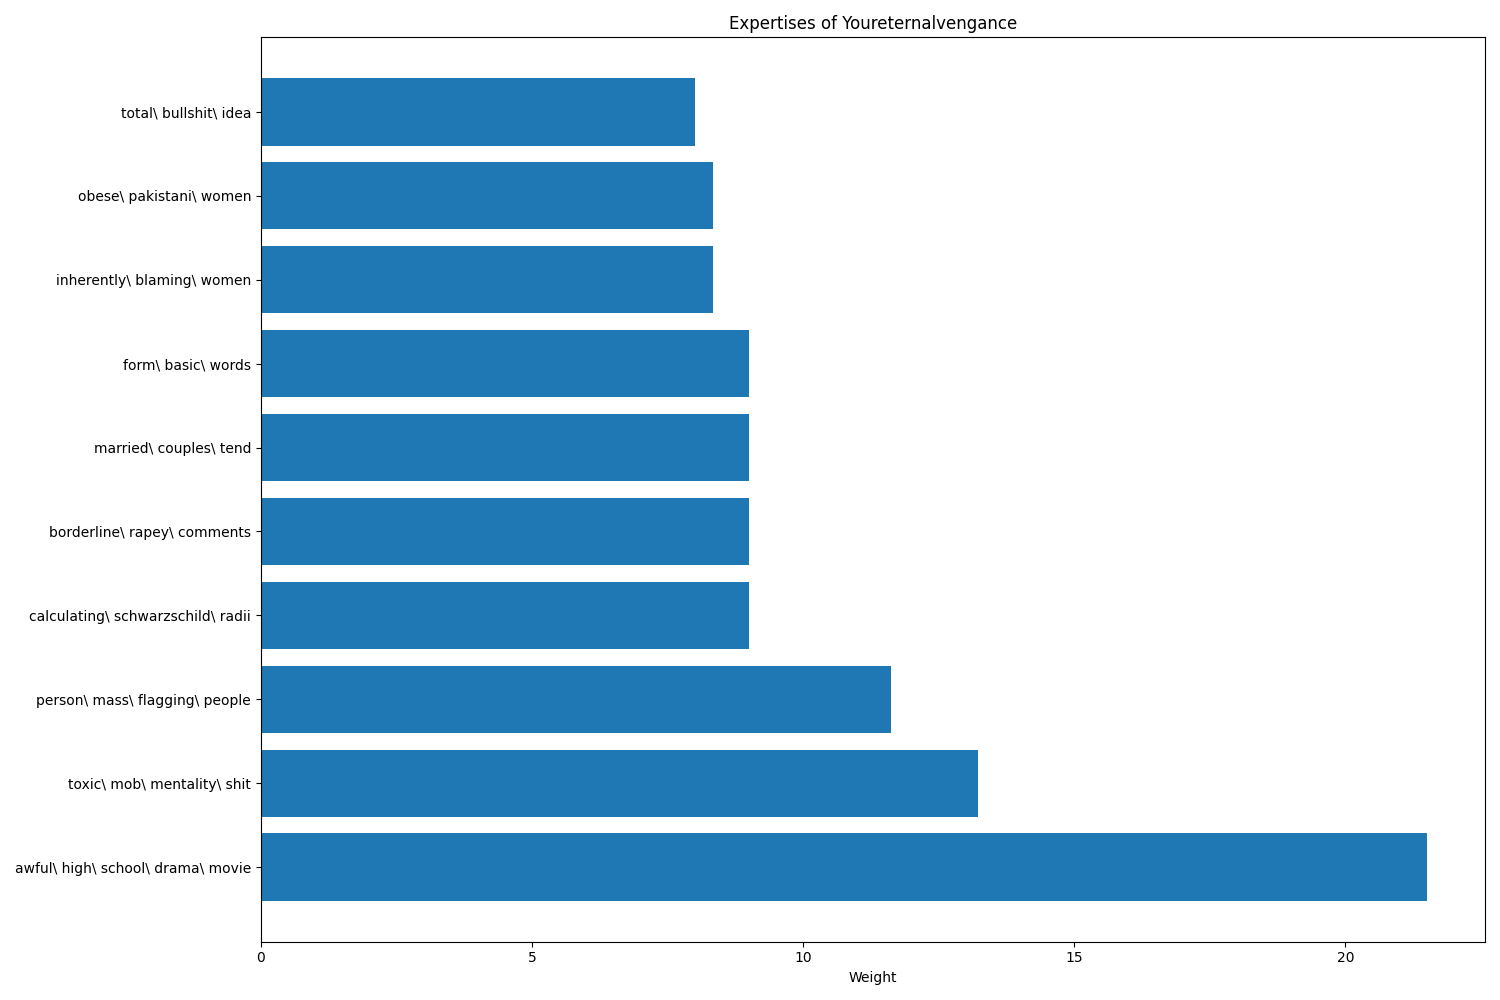 Expertises of Youreternalvengance
total\ bullshit\ idea
obese\ pakistani\ women
inherently\ blaming\ women
form\ basic\ words
married\ couples\ tend
borderline\ rapey\ comments
calculating\ schwarzschild\ radii
person\ mass\ flagging\ people
toxic\ mob\ mentality\ shit
awful\ high\ school\ drama\ movie
0 5 10 15 20
Weight